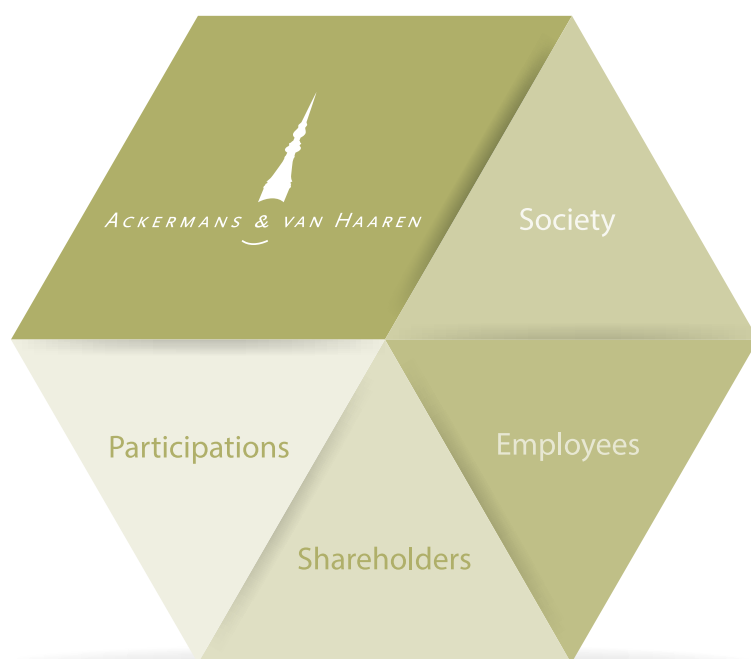 Ackermans & van Haaren
Society
Participations
Employees
Shareholders